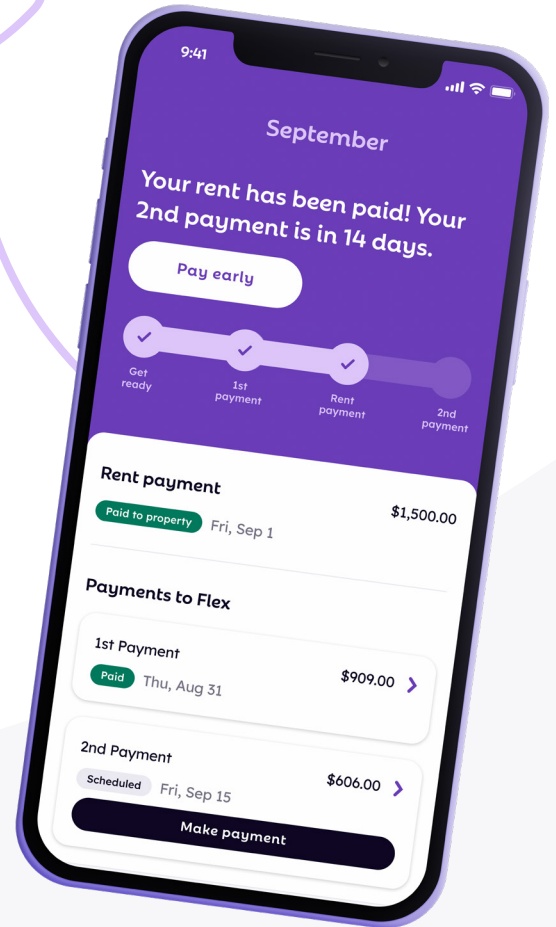 9:41
September
Your rent has been paid! Your
2nd payment is in 14 days.
Pay early
Get
ready
1st
payment
Rent
payment
2nd
payment
Rent payment
$1,500.00
Paid to property
Fri, Sep 1
Payments to Flex
1st Payment
$909.00
Paid
Thu, Aug 31
2nd Payment
$606.00
Scheduled
Fri, Sep 15
Make payment